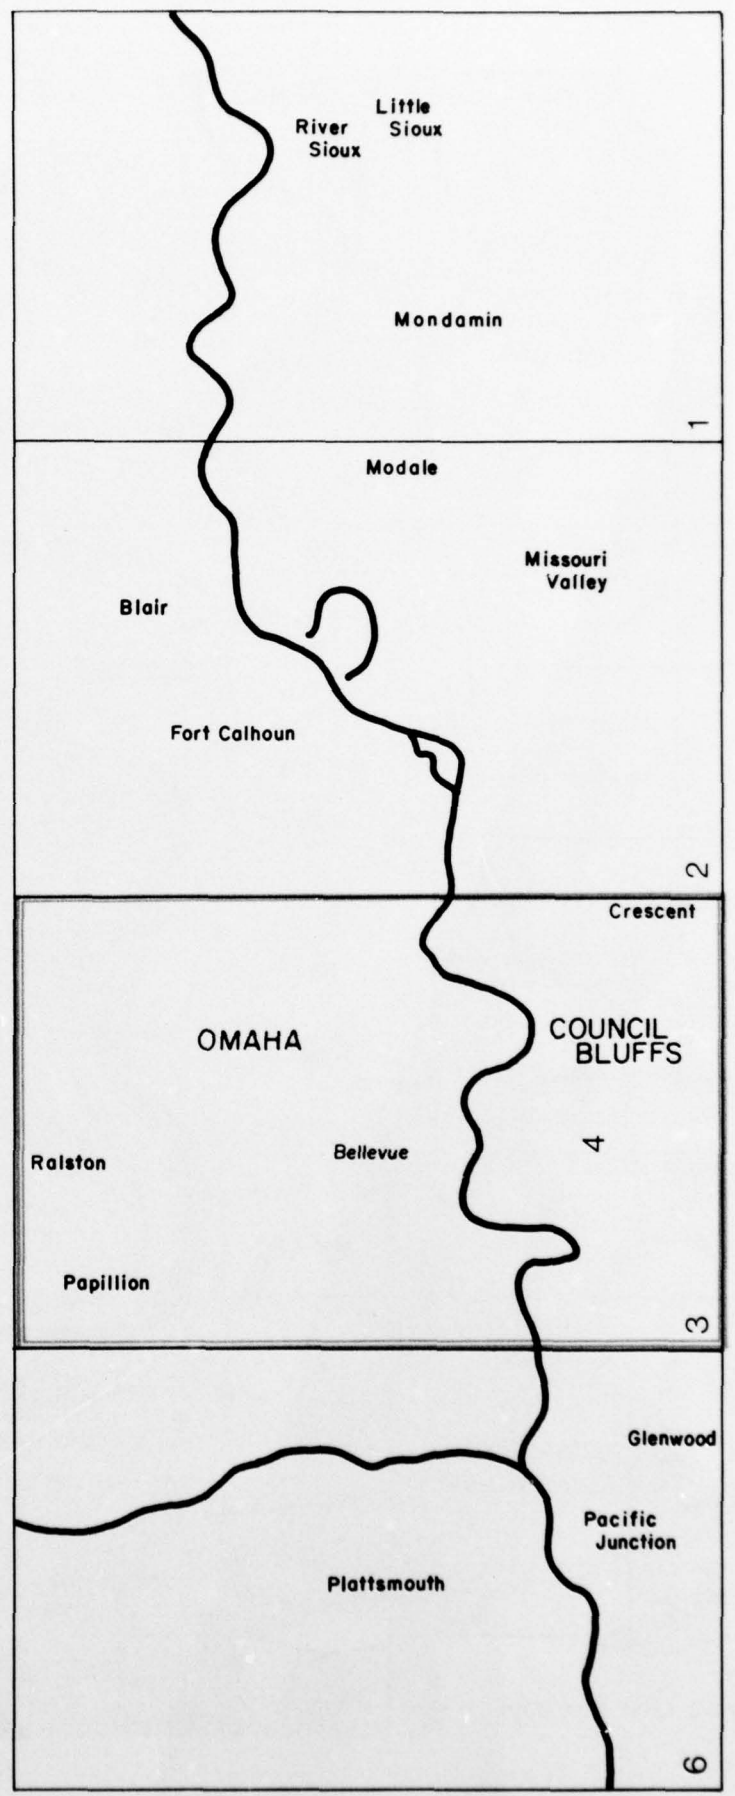 Little
Sioux
River
Sioux
Mondamin
1
Modale
Missouri
Valley
Blair
Fort Calhoun
2
Crescent
OMAHA
COUNCIL
BLUFFS
4
Ralston
Bellevue
Papillion
3
Glenwood
Pacific
Junction
Plattsmouth
6